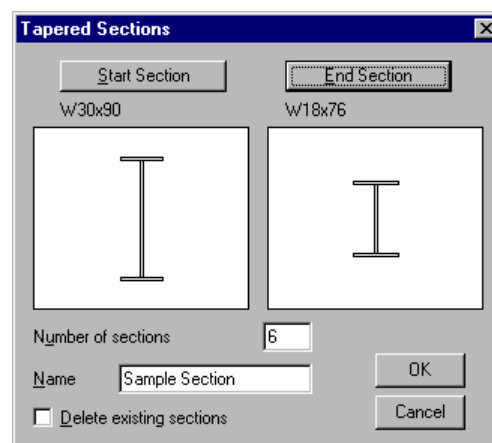 Tapered Sections
Start Section End Section
W30x90 W18x76
Number of sections 6
Name Sample Section OK
Delete existing sections Cancel